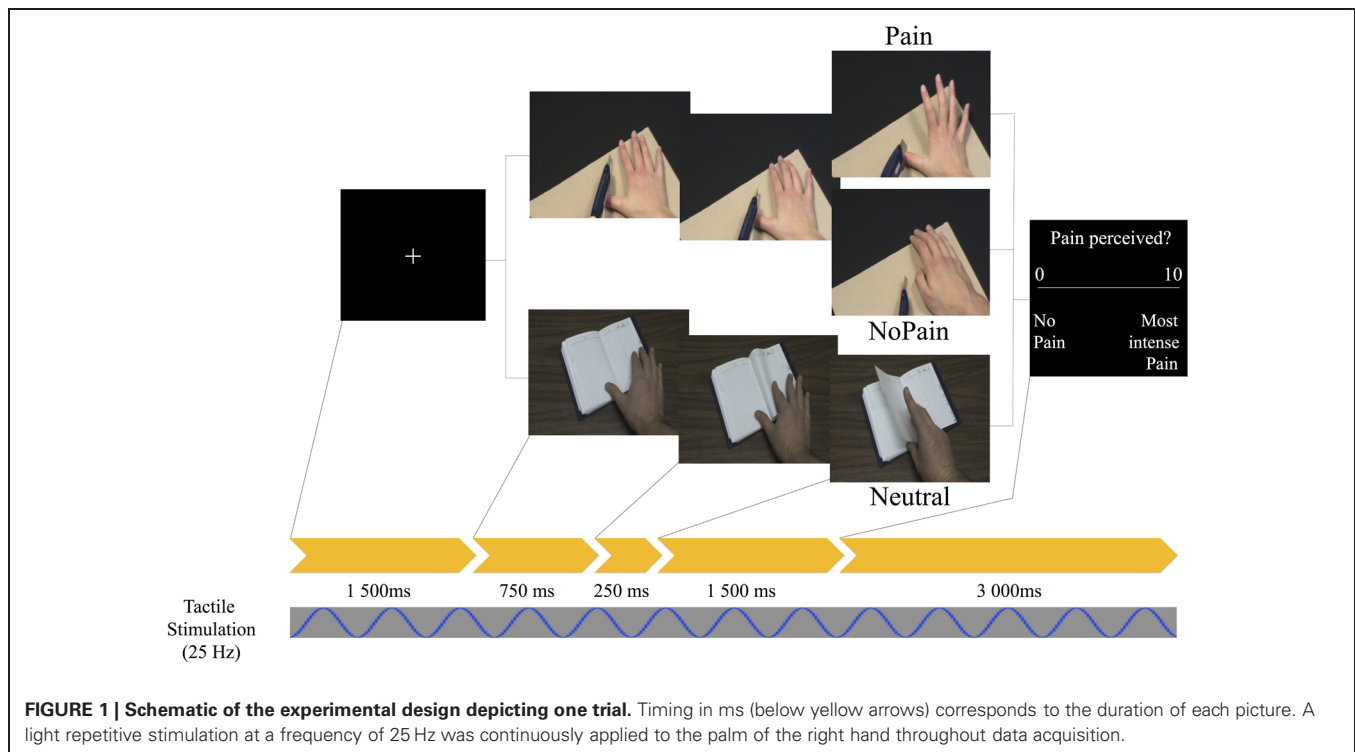 Pain
+
Pain perceived?
0 10
No Pain
Most intense Pain
NoPain
Neutral
1 500ms 750 ms 250 ms 1 500ms 3 000ms
Tactile
Stimulation
(25 Hz)
FIGURE 1 | Schematic of the experimental design depicting one trial. Timing in ms (below yellow arrows) corresponds to the duration of each picture. A
light repetitive stimulation at a frequency of 25 Hz was continuously applied to the palm of the right hand throughout data acquisition.